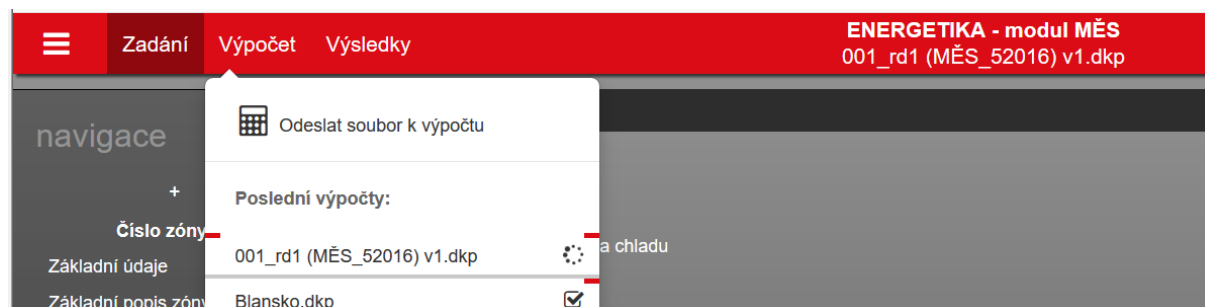 Zadání Výpočet Výsledky
ENERGETIKA - modul MĚS
001_rd1 (MĚS_52016) v1.dkp
Odeslat soubor k výpočtu
navigace
+
Poslední výpočty:
Číslo zóny
001_rd1 (MĚS_52016) v1.dkp
a chladu
Základní údaje
Blansko.dkp
Základní popis zóny